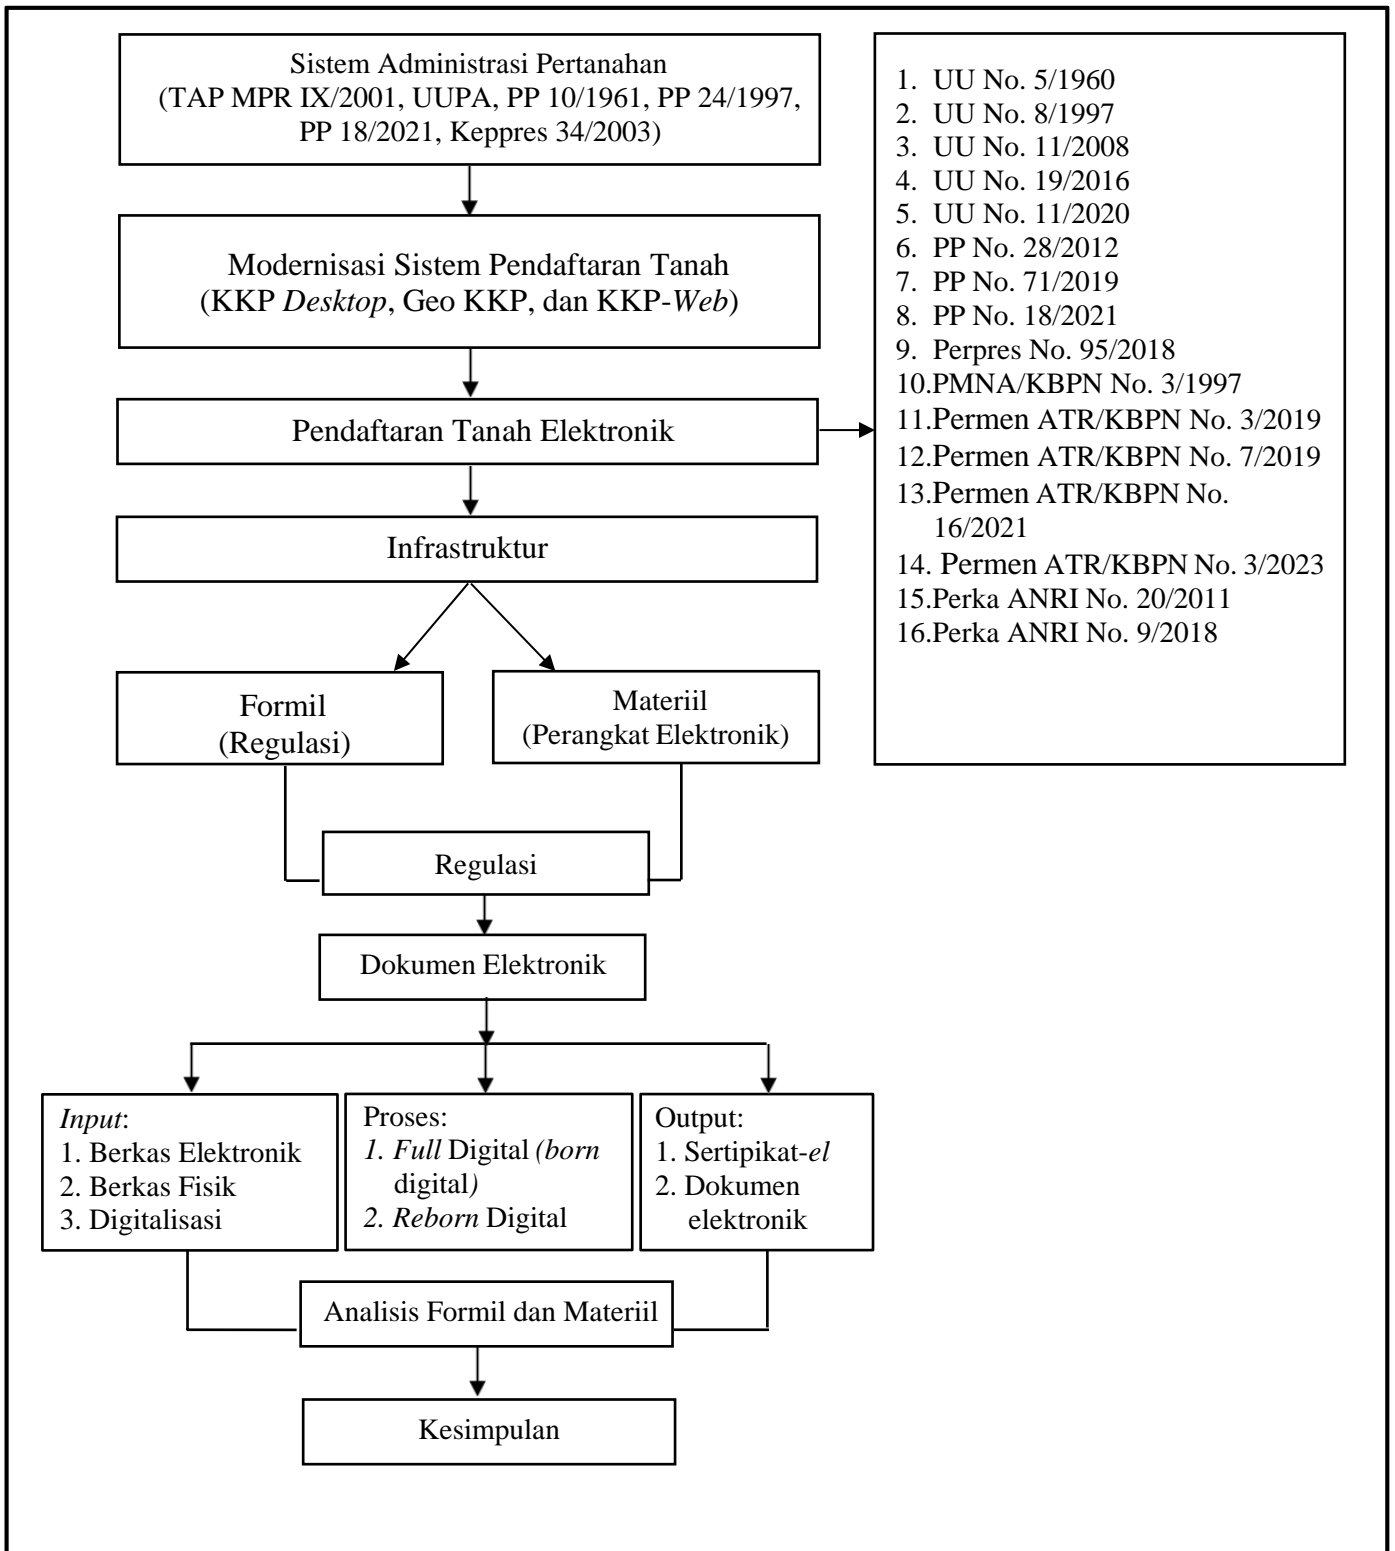 Sistem Administrasi Pertanahan
(TAP MPR IX/2001, UUPA, PP 10/1961, PP 24/1997,
PP 18/2021, Keppres 34/2003)
Modernisasi Sistem Pendaftaran Tanah
(KKP Desktop, Geo KKP, dan KKP-Web)
Pendaftaran Tanah Elektronik
1. UU No. 5/1960
2. UU No. 8/1997
3. UU No. 11/2008
4. UU No. 19/2016
5. UU No. 11/2020
6. PP No. 28/2012
7. PP No. 71/2019
8. PP No. 18/2021
9. Perpres No. 95/2018
10.PMNA/KBPN No. 3/1997
11.Permen ATR/KBPN No. 3/2019
12.Permen ATR/KBPN No. 7/2019
13.Permen ATR/KBPN No.
16/2021
14. Permen ATR/KBPN No. 3/2023
15.Perka ANRI No. 20/2011
16.Perka ANRI No. 9/2018
Infrastruktur
Formil
(Regulasi)
Materiil
(Perangkat Elektronik)
Regulasi
Dokumen Elektronik
Input:
1. Berkas Elektronik
2. Berkas Fisik
3. Digitalisasi
Proses:
1. Full Digital (born
digital)
2. Reborn Digital
Output:
1. Sertipikat-el
2. Dokumen
elektronik
Analisis Formil dan Materiil
Kesimpulan